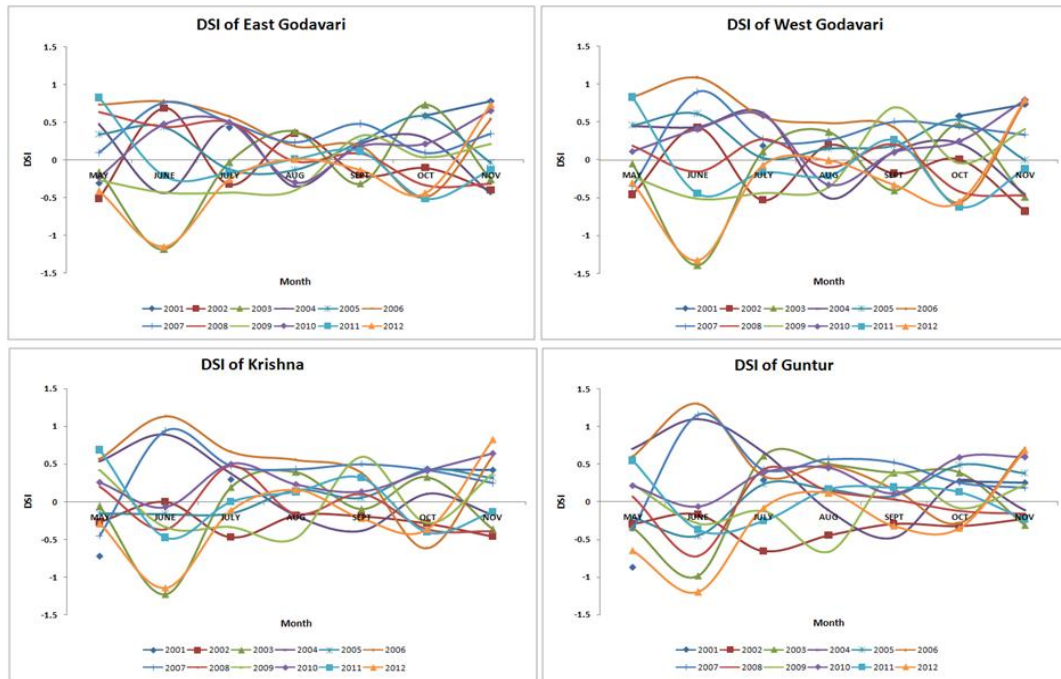 DSI of East Godavari
1.5
1
0.5
0
-0.5
-1
-1.5
DSI
MAY JUNE JULY AUG SEPT OCT NOV
Month
2001 2002 2003 2004 2005 2006
2007 2008 2009 2010 2011 2012
DSI of West Godavari
1.5
1
0.5
0
-0.5
-1
-1.5
DSI
MAY JUNE JULY AUG SEPT OCT NOV
Month
2001 2002 2003 2004 2005 2006
2007 2008 2009 2010 2011 2012
DSI of Krishna
1.5
1
0.5
0
-0.5
-1
-1.5
DSI
MAY JUNE JULY AUG SEPT OCT NOV
Month
2001 2002 2003 2004 2005 2006
2007 2008 2009 2010 2011 2012
DSI of Guntur
1.5
1
0.5
0
-0.5
-1
-1.5
DSI
MAY JUNE JULY AUG SEPT OCT NOV
Month
2001 2002 2003 2004 2005 2006
2007 2008 2009 2010 2011 2012